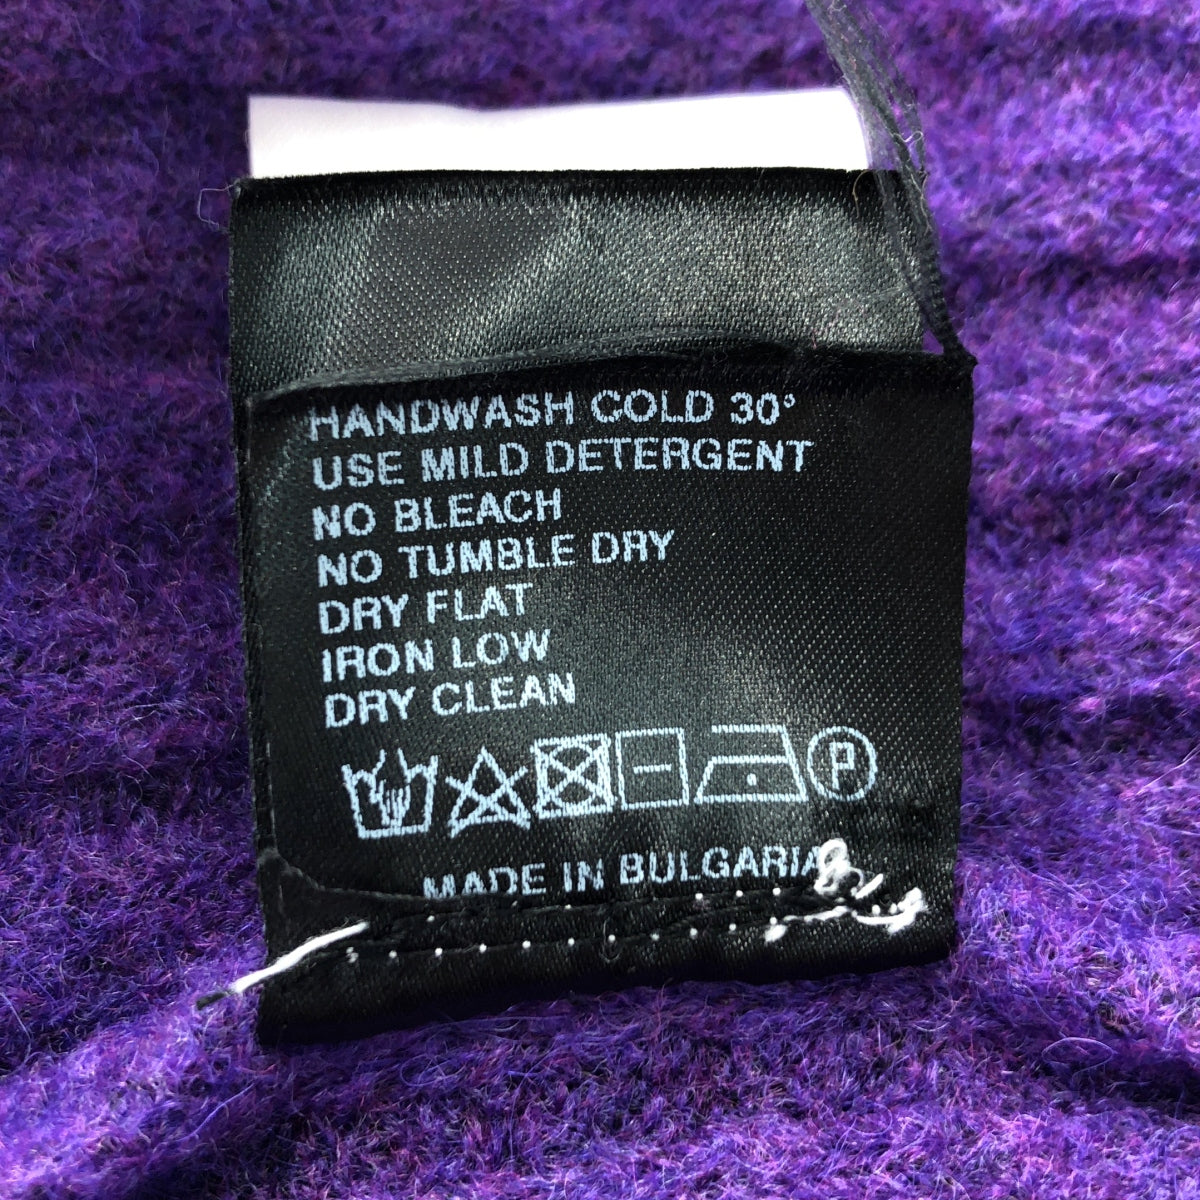 HANDWASH COLD 30°
USE MILD DETERGENT
NO BLEACH
NO TUMBLE DRY
DRY FLAT
IRON LOW
DRY CLEAN
P
MADE IN BULGARIA